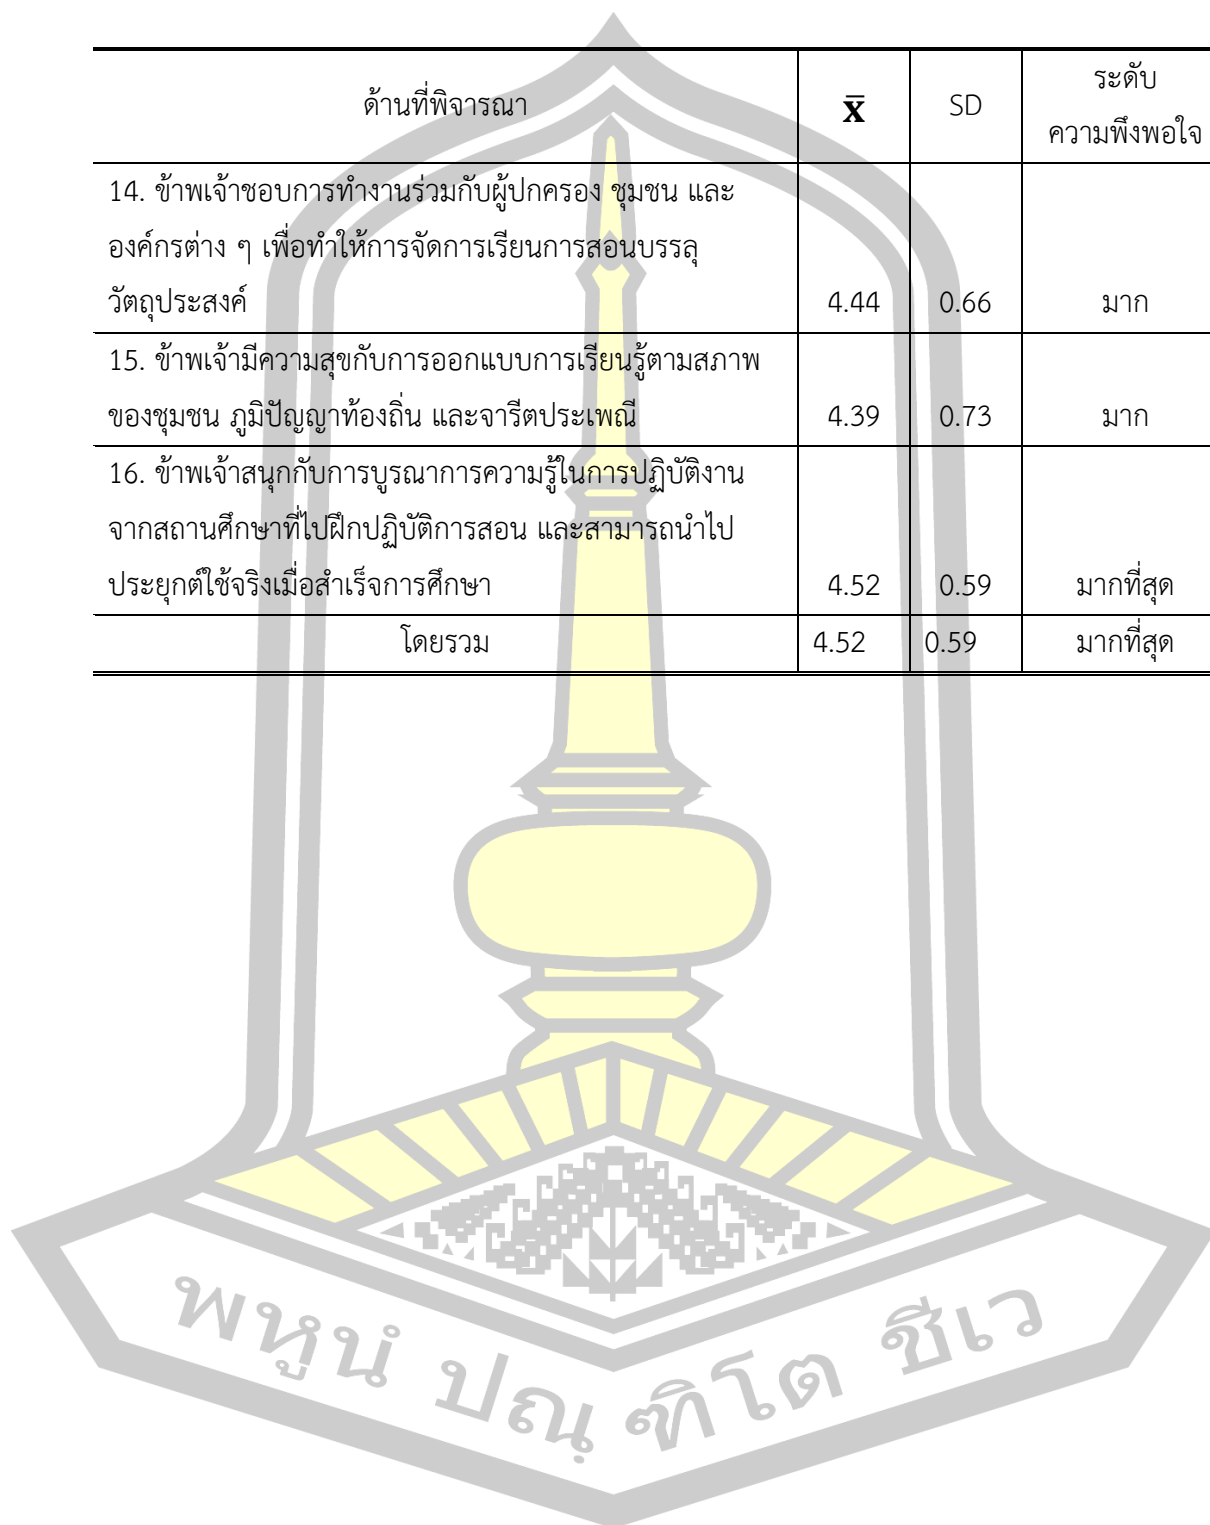 ด้านที่พิจารณา x̄ SD ระดับ
ความพึงพอใจ
14. ข้าพเจ้าชอบการทำงานร่วมกับผู้ปกครอง ชุมชน และ
องค์กรต่าง ๆ เพื่อทำให้การจัดการเรียนการสอนบรรลุ
วัตถุประสงค์ 4.44 0.66 มาก
15. ข้าพเจ้ามีความสุขกับการออกแบบการเรียนรู้ตามสภาพ
ของชุมชน ภูมิปัญญาท้องถิ่น และจารีตประเพณี 4.39 0.73 มาก
16. ข้าพเจ้าสนุกกับการบูรณาการความรู้ในการปฏิบัติงาน
จากสถานศึกษาที่ไปฝึกปฏิบัติการสอน และสามารถนำไป
ประยุกต์ใช้จริงเมื่อสำเร็จการศึกษา 4.52 0.59 มากที่สุด
โดยรวม 4.52 0.59 มากที่สุด
พหูนํ ปณฺฑิโต ชีเว